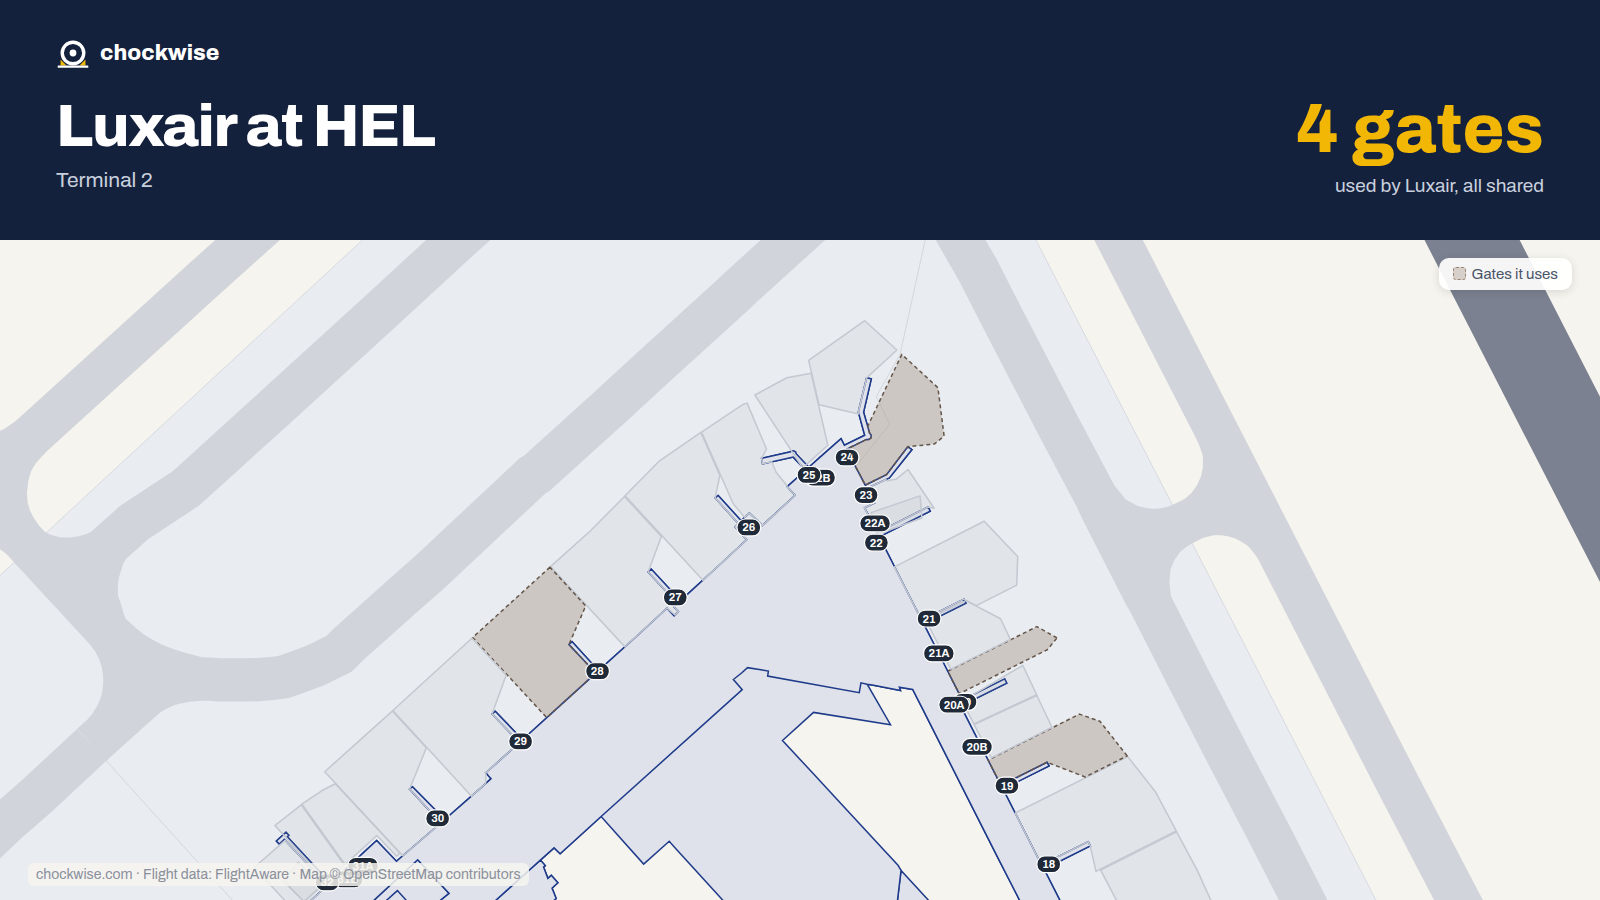 chockwise
Luxair at HEL
Terminal 2
4 gates
used by Luxair, all shared
Gates it uses
24
25
2B
23
26
22A
22
27
21
21A
28
20A
29
20B
19
30
18
chockwise.com · Flight data: FlightAware · Map © OpenStreetMap contributors